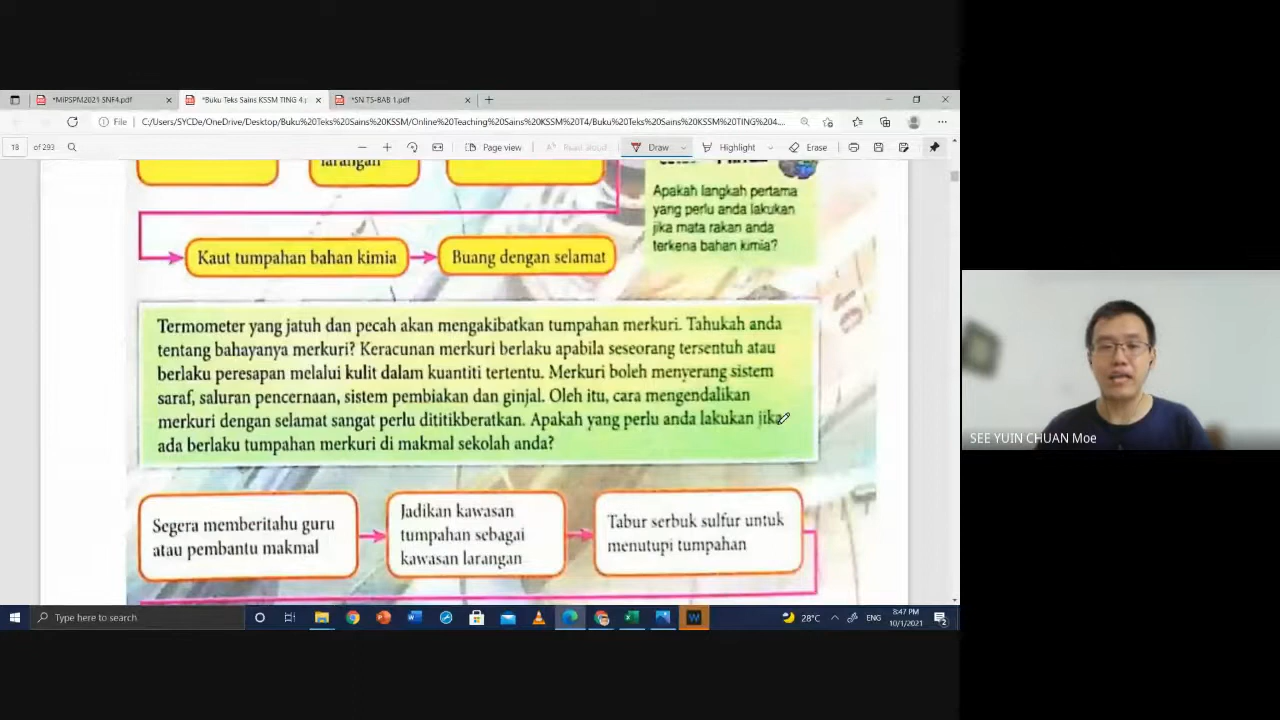 *MiPSPM2021 SNF4.pdf
*Buku Teks Sains KSSM TING 4.
*SN T5-BAB 1.pdf
File
C:/Users/SYCDe/OneDrive/Desktop/Buku%20Teks%20Sains%20KSSM/Online%20Teaching%20Sains%20KSSM%20T4/Buku%20Teks%20Sains%20KSSM%20TING%204....
18 of 293
Page view
Read aloud
Draw
Highlight
Erase
larangan
Apakah langkah pertama
yang perlu anda lakukan
jika mata rakan anda
terkena bahan kimia?
Kaut tumpahan bahan kimia
Buang dengan selamat
Termometer yang jatuh dan pecah akan mengakibatkan tumpahan merkuri. Tahukah anda
tentang bahayanya merkuri? Keracunan merkuri berlaku apabila seseorang tersentuh atau
berlaku peresapan melalui kulit dalam kuantiti tertentu. Merkuri boleh menyerang sistem
saraf, saluran pencernaan, sistem pembiakan dan ginjal. Oleh itu, cara mengendalikan
merkuri dengan selamat sangat perlu dititikberatkan. Apakah yang perlu anda lakukan jika
ada berlaku tumpahan merkuri di makmal sekolah anda?
Segera memberitahu guru
atau pembantu makmal
Jadikan kawasan
tumpahan sebagai
kawasan larangan
Tabur serbuk sulfur untuk
menutupi tumpahan
SEE YUIN CHUAN Moe
Type here to search
28°C
ENG
8:47 PM
10/1/2021